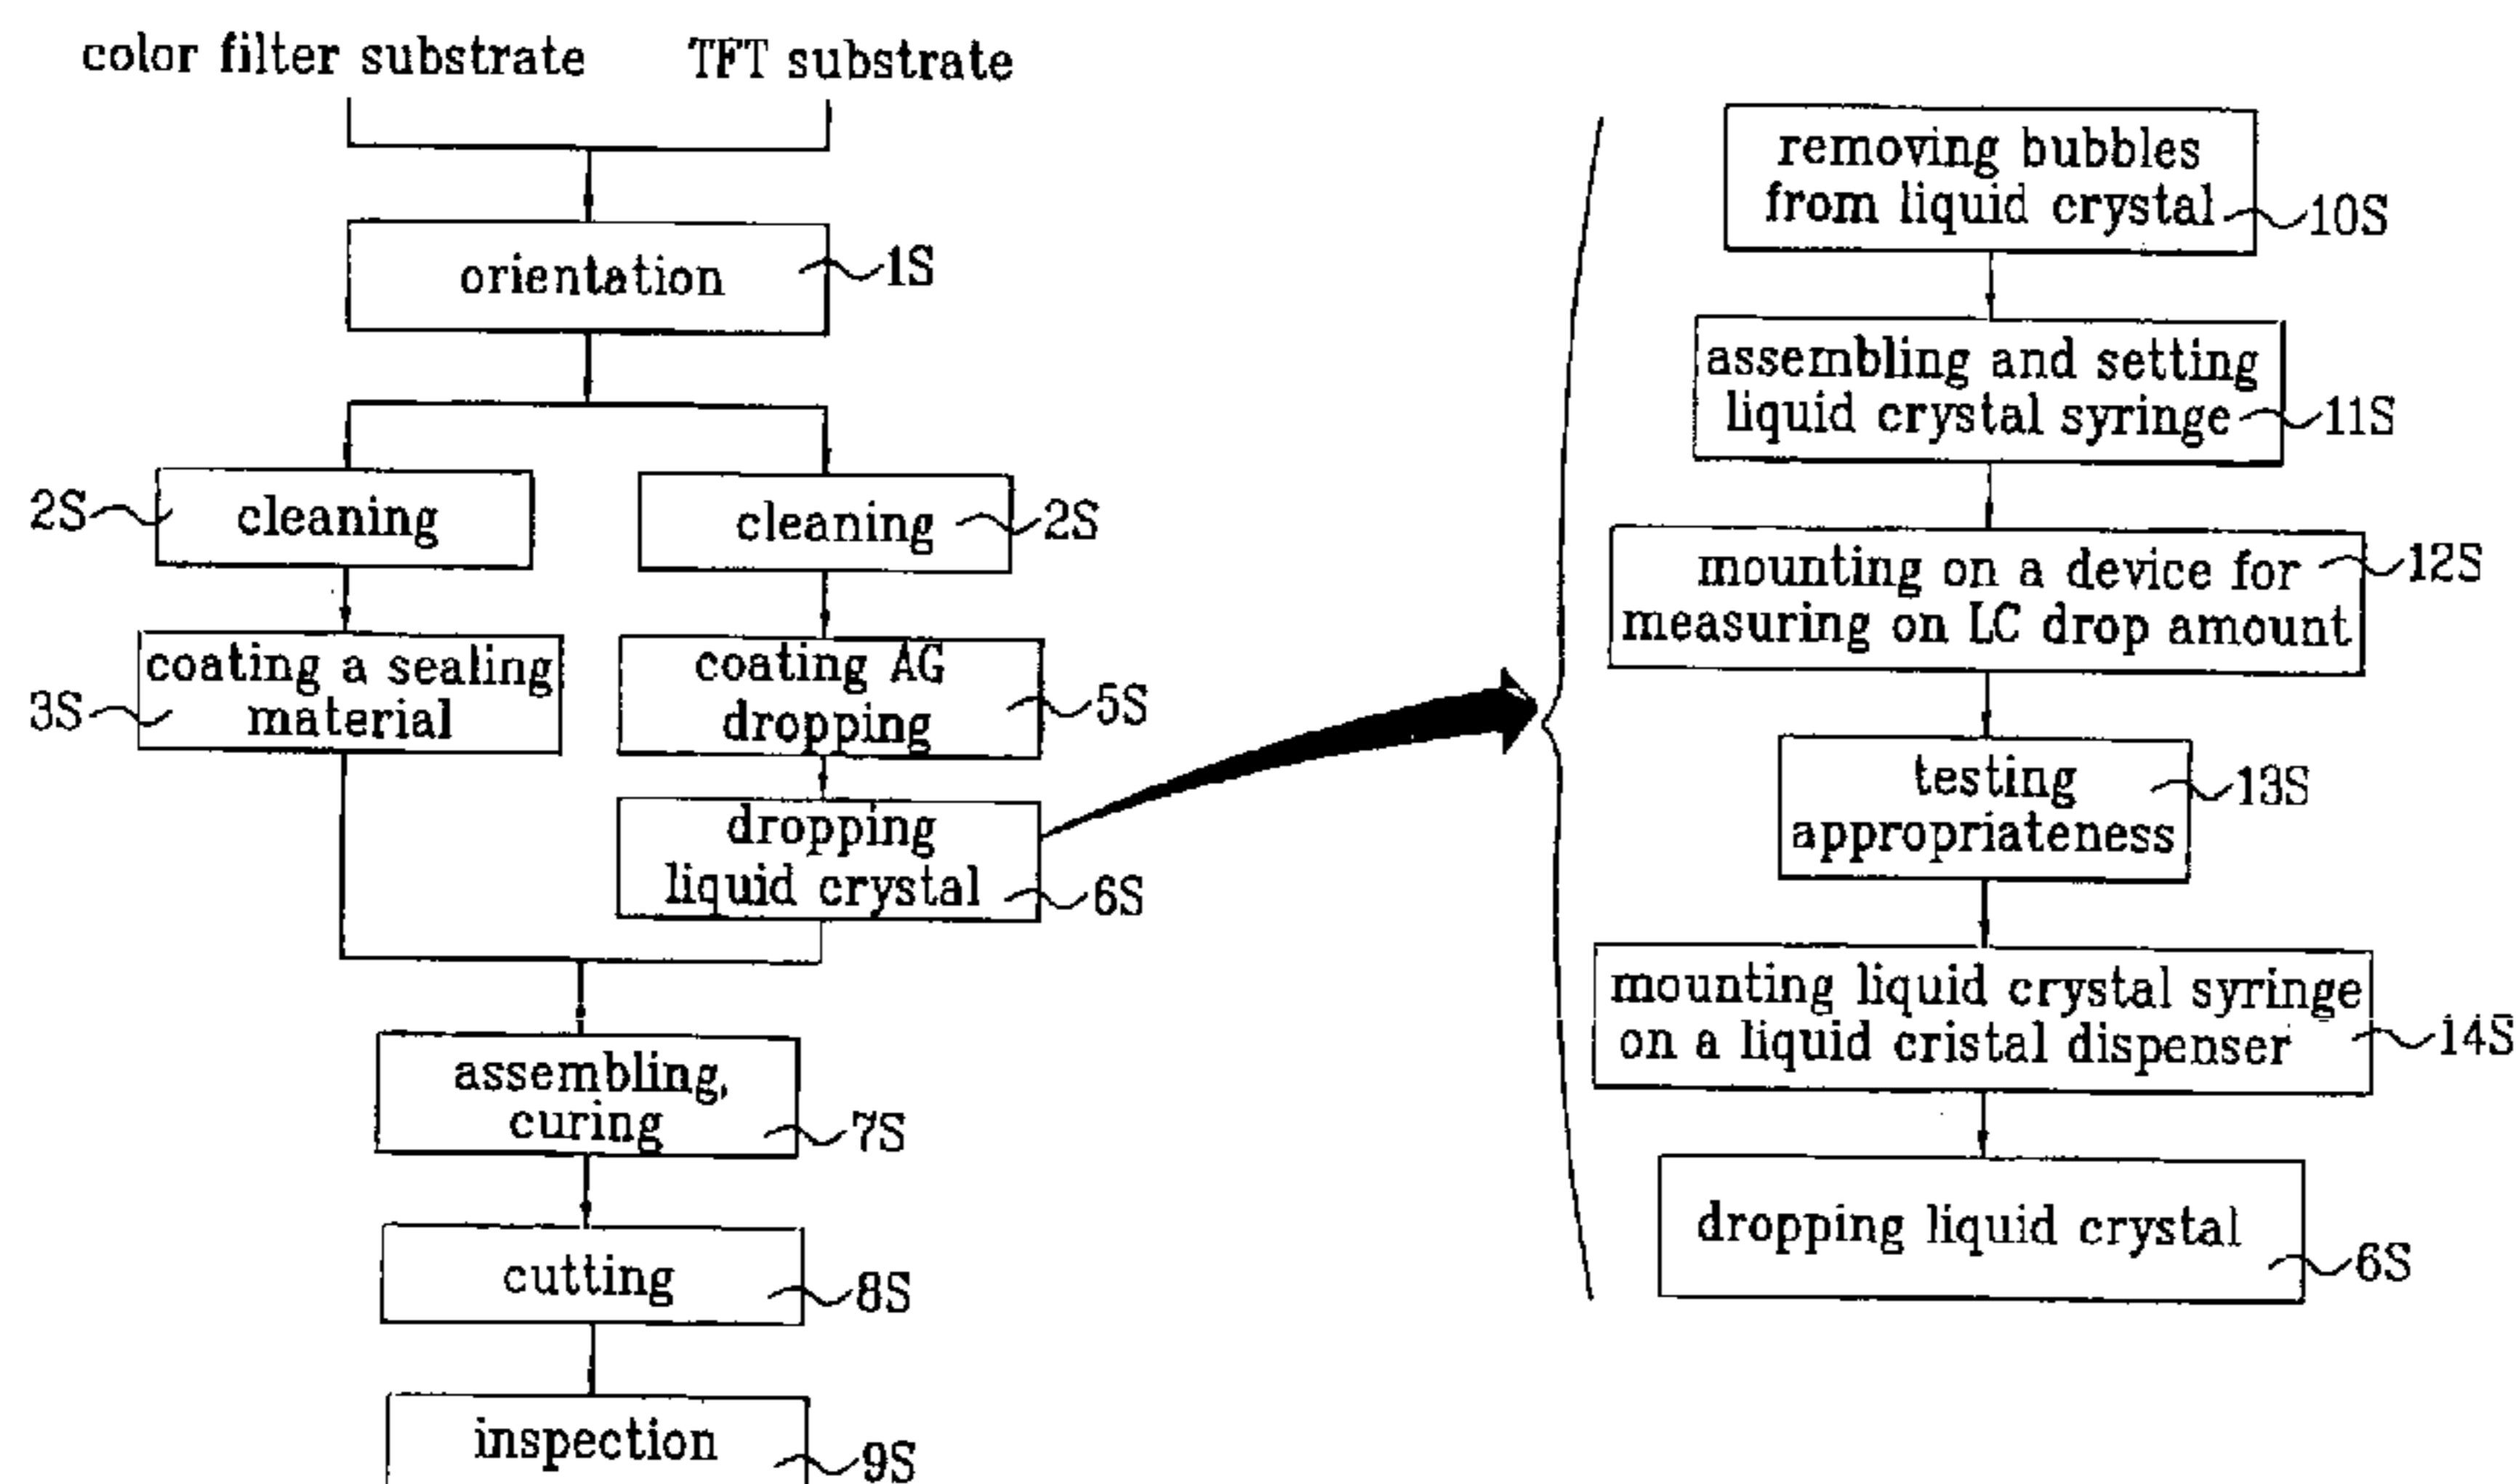 color filter substrate
TFT substrate
orientation
1S
2S
cleaning
cleaning
2S
3S
coating a sealing
material
coating AG
dropping
5S
dropping
liquid crystal
6S
assembling,
curing
7S
cutting
8S
inspection
9S
removing bubbles
from liquid crystal
10S
assembling and setting
liquid crystal syringe
11S
mounting on a device for
measuring on LC drop amount
12S
testing
appropriateness
13S
mounting liquid crystal syringe
on a liquid cristal dispenser
14S
dropping liquid crystal
6S